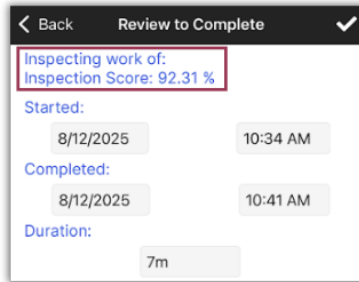 Back Review to Complete
Inspecting work of:
Inspection Score: 92.31 %
Started:
8/12/2025 10:34 AM
Completed:
8/12/2025 10:41 AM
Duration:
7m